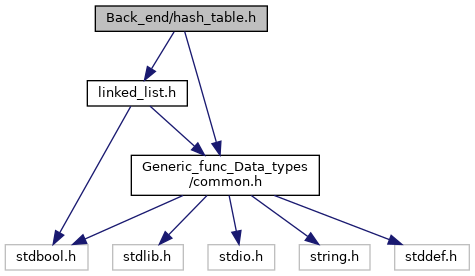 Back_end/hash_table.h
linked_list.h
Generic_func_Data_types
/common.h
stdbool.h
stdlib.h
stdio.h
string.h
stddef.h